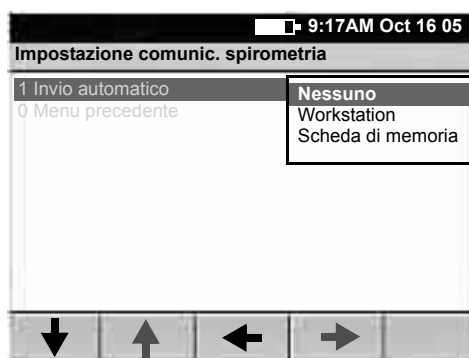 9:17AM Oct 16 05
Impostazione comunic. spirometria
1 Invio automatico
0 Menu precedente
Nessuno
Workstation
Scheda di memoria